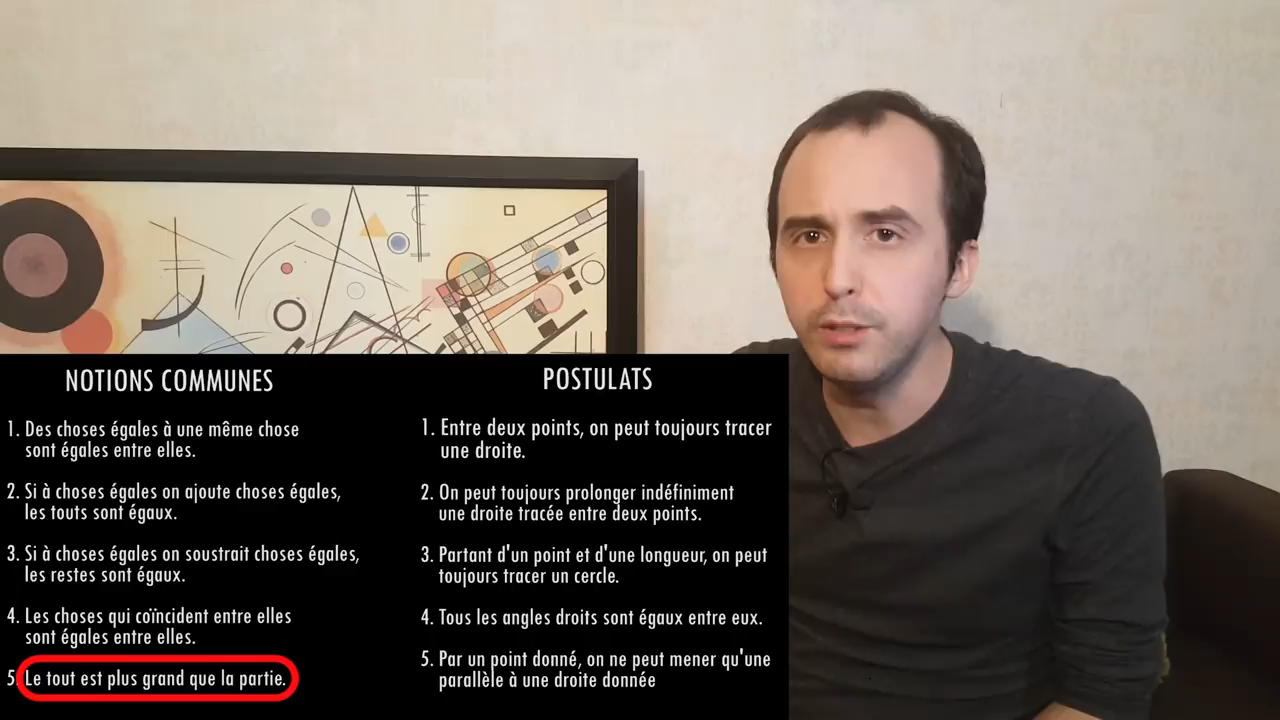 NOTIONS COMMUNES
1. Des choses égales à une même chose
sont égales entre elles.
2. Si à choses égales on ajoute choses égales,
les touts sont égaux.
3. Si à choses égales on soustrait choses égales,
les restes sont égaux.
4. Les choses qui coïncident entre elles
sont égales entre elles.
5. Le tout est plus grand que la partie.
POSTULATS
1. Entre deux points, on peut toujours tracer
une droite.
2. On peut toujours prolonger indéfiniment
une droite tracée entre deux points.
3. Partant d'un point et d'une longueur, on peut
toujours tracer un cercle.
4. Tous les angles droits sont égaux entre eux.
5. Par un point donné, on ne peut mener qu'une
parallèle à une droite donnée